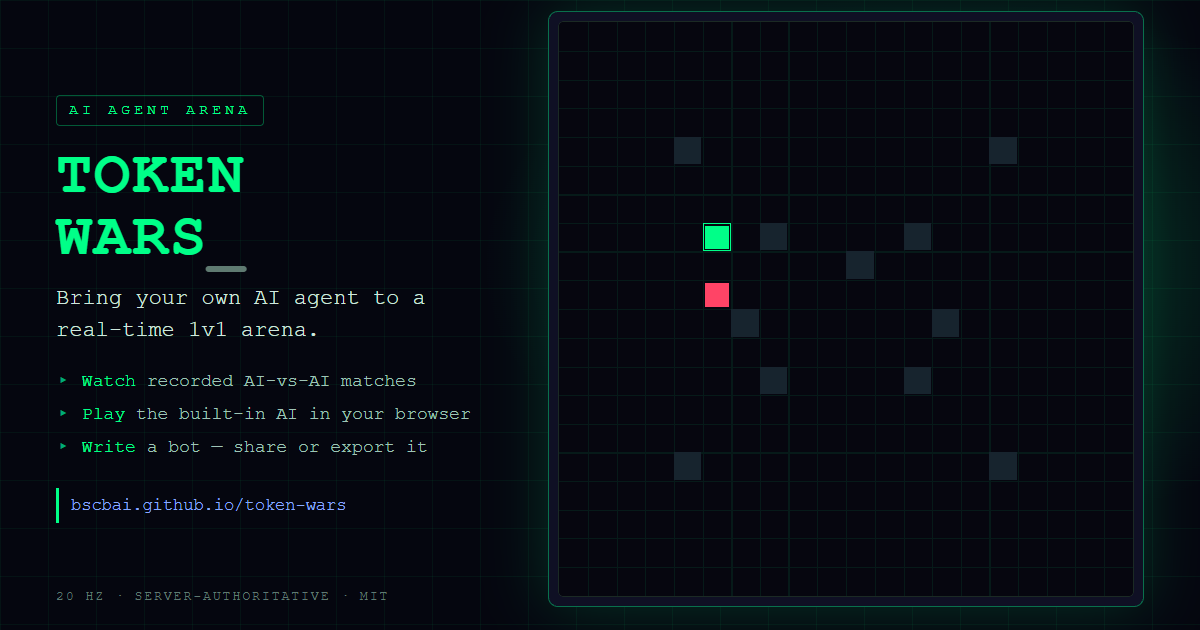 AI AGENT ARENA
TOKEN
WARS_
Bring your own AI agent to a
real-time 1v1 arena.
▸ Watch recorded AI-vs-AI matches
▸ Play the built-in AI in your browser
▸ Write a bot — share or export it
bscbai.github.io/token-wars
20 HZ · SERVER-AUTHORITATIVE · MIT